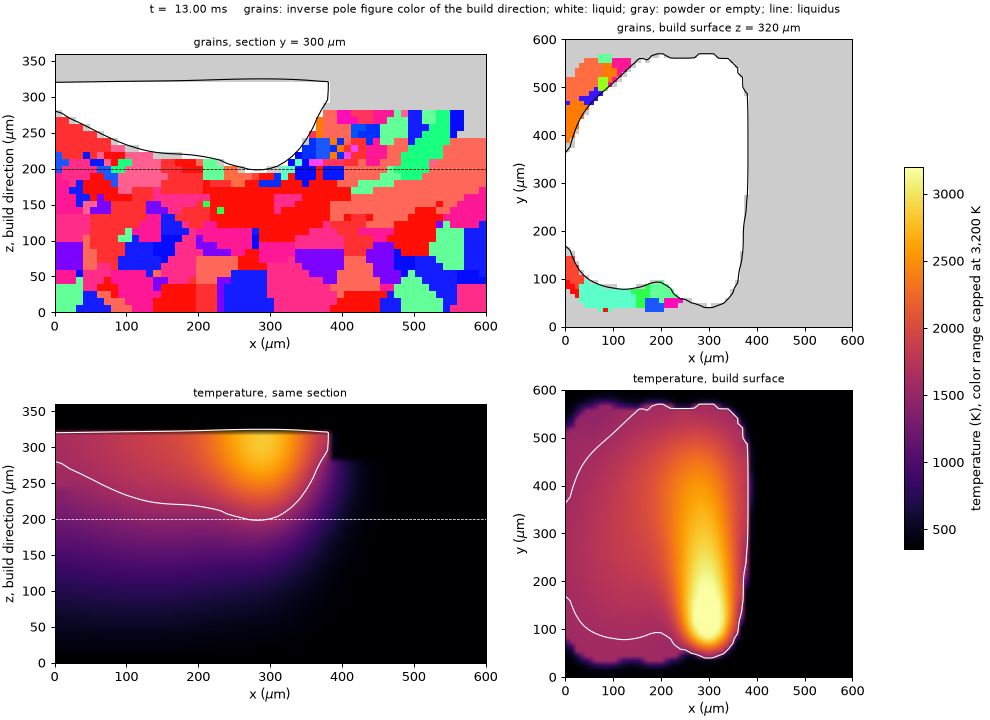 t = 13.00 ms    grains: inverse pole figure color of the build direction; white: liquid; gray: powder or empty; line: liquidus
grains, section y = 300 μm
350
300
250
200
150
100
50
0
z, build direction (μm)
0 100 200 300 400 500 600
x (μm)
grains, build surface z = 320 μm
600
500
400
300
200
100
0
y (μm)
0 100 200 300 400 500 600
x (μm)
temperature, same section
350
300
250
200
150
100
50
0
z, build direction (μm)
0 100 200 300 400 500 600
x (μm)
temperature, build surface
600
500
400
300
200
100
0
y (μm)
0 100 200 300 400 500 600
x (μm)
3000
2500
2000
1500
1000
500
temperature (K), color range capped at 3,200 K